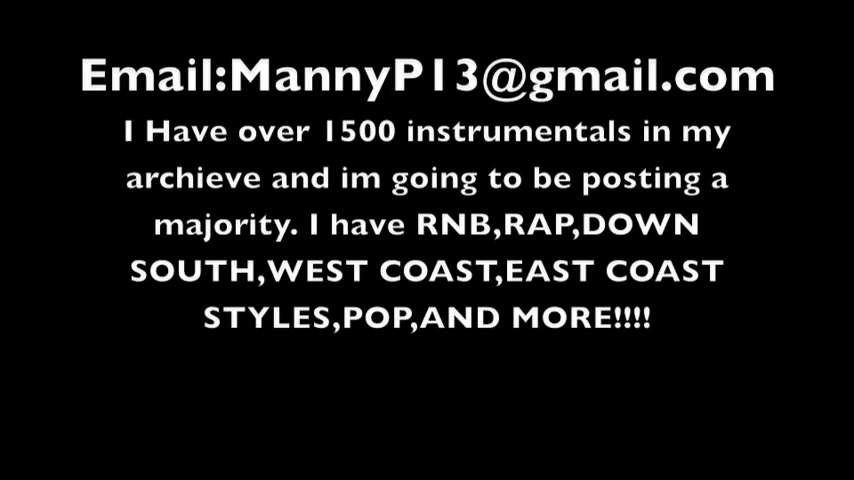 Email:MannyP13@gmail.com
I Have over 1500 instrumentals in my
archieve and im going to be posting a
majority. I have RNB,RAP,DOWN
SOUTH,WEST COAST,EAST COAST
STYLES,POP,AND MORE!!!!